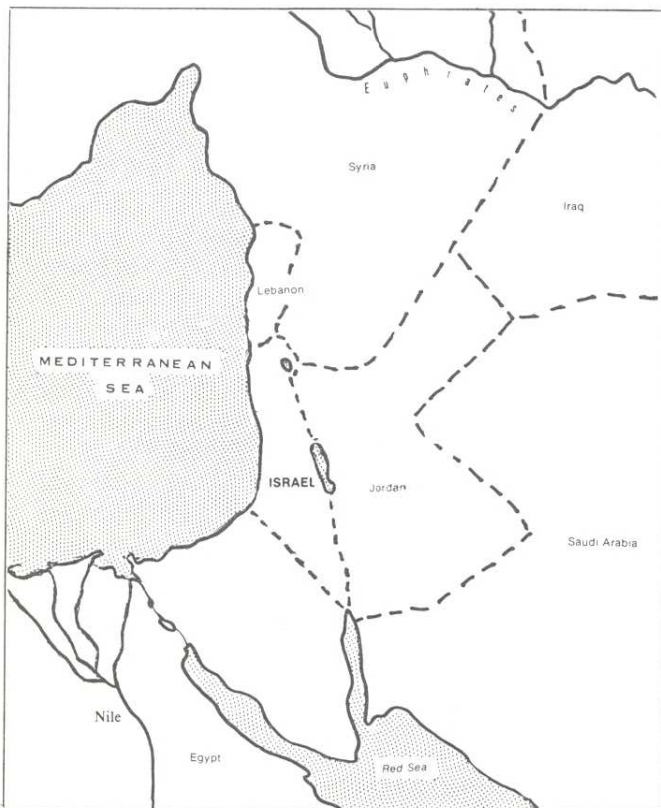 Euphrates
Syria
Iraq
Lebanon
MEDITERRANEAN
SEA
ISRAEL
Jordan
Saudi Arabia
Nile
Egypt
Red Sea